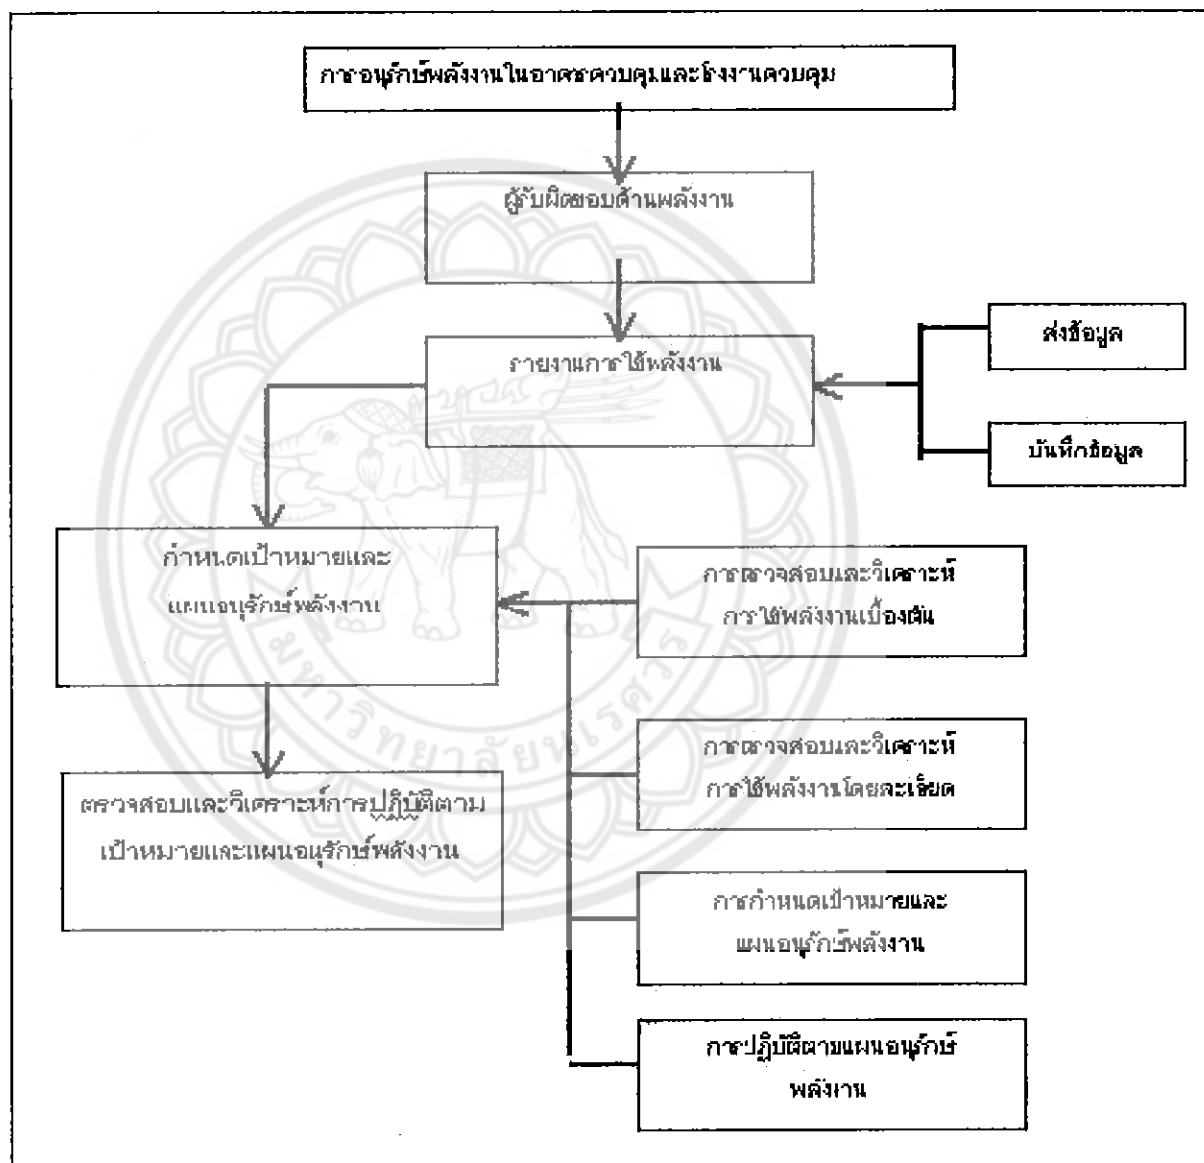 การอนุรักษ์พลังงานในอาคารควบคุมและโรงงานควบคุม
ผู้รับผิดชอบด้านพลังงาน
รายงานการใช้พลังงาน
ส่งข้อมูล
บันทึกข้อมูล
กำหนดเป้าหมายและ
แผนอนุรักษ์พลังงาน
การตรวจสอบและวิเคราะห์
การใช้พลังงานเบื้องต้น
การตรวจสอบและวิเคราะห์
การใช้พลังงานโดยละเอียด
ตรวจสอบและวิเคราะห์การปฏิบัติตาม
เป้าหมายและแผนอนุรักษ์พลังงาน
การกำหนดเป้าหมายและ
แผนอนุรักษ์พลังงาน
การปฏิบัติตามแผนอนุรักษ์
พลังงาน
มหาวิทยาลัยนเรศวร